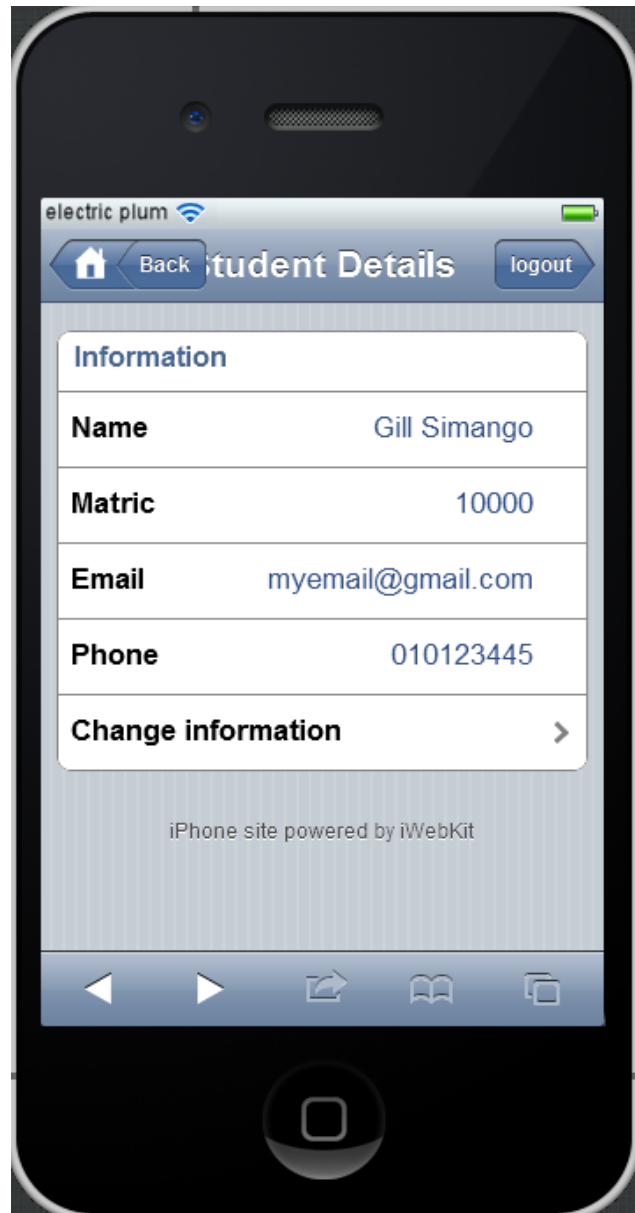 electric plum
Back tudent Details logout
Information
Name Gill Simango
Matric 10000
Email myemail@gmail.com
Phone 010123445
Change information
iPhone site powered by iWebKit